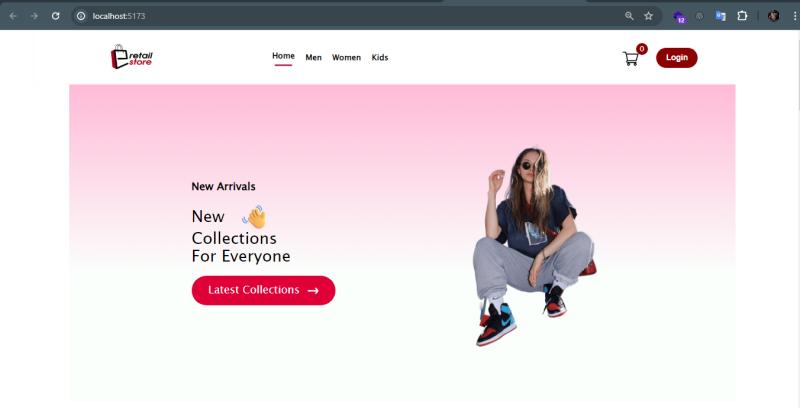 localhost:5173
12
retail
store
Home
Men
Women
Kids
0
Login
New Arrivals
New 👋
Collections
For Everyone
Latest Collections →